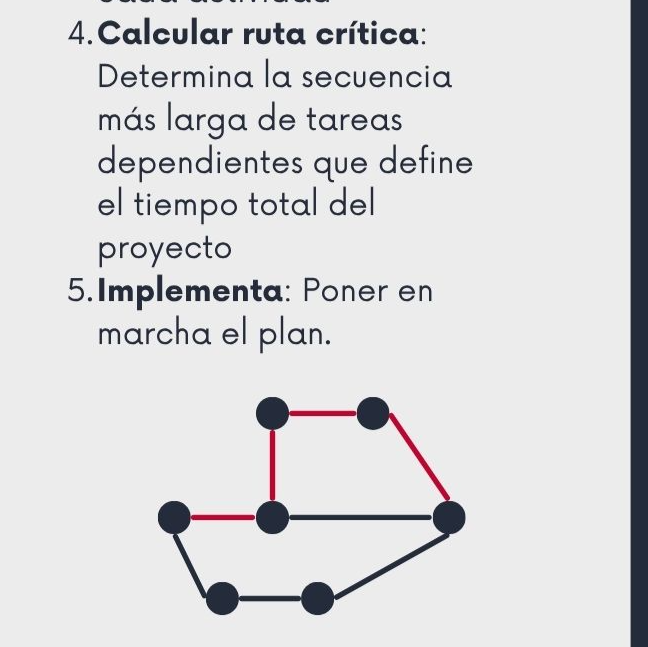 4. Calcular ruta crítica:
Determina la secuencia
más larga de tareas
dependientes que define
el tiempo total del
proyecto
5. Implementa: Poner en
marcha el plan.